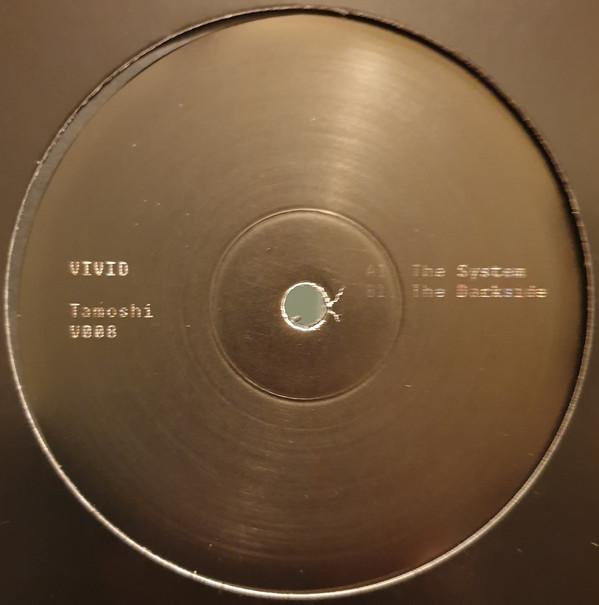 VIVID
Tamoshi
V008
A1 The System
B1 The Darkside